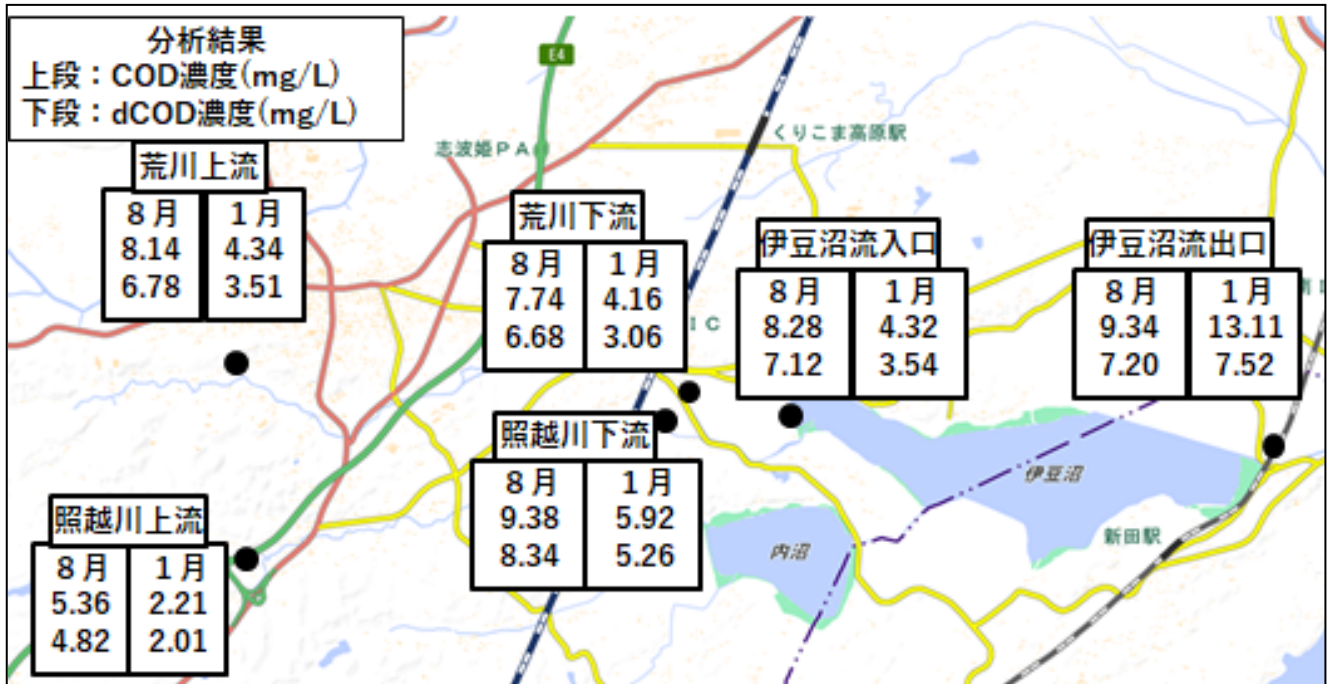 分析結果
上段：COD濃度(mg/L)
下段：dCOD濃度(mg/L)
E4
志波姫PA
くりこま高原駅
荒川上流
8月 1月
8.14 4.34
6.78 3.51
荒川下流
8月 1月
7.74 4.16
6.68 3.06
伊豆沼流入口
8月 1月
8.28 4.32
7.12 3.54
伊豆沼流出口
8月 1月
9.34 13.11
7.20 7.52
IC
照越川下流
8月 1月
9.38 5.92
8.34 5.26
照越川上流
8月 1月
5.36 2.21
4.82 2.01
伊豆沼
内沼
新田駅